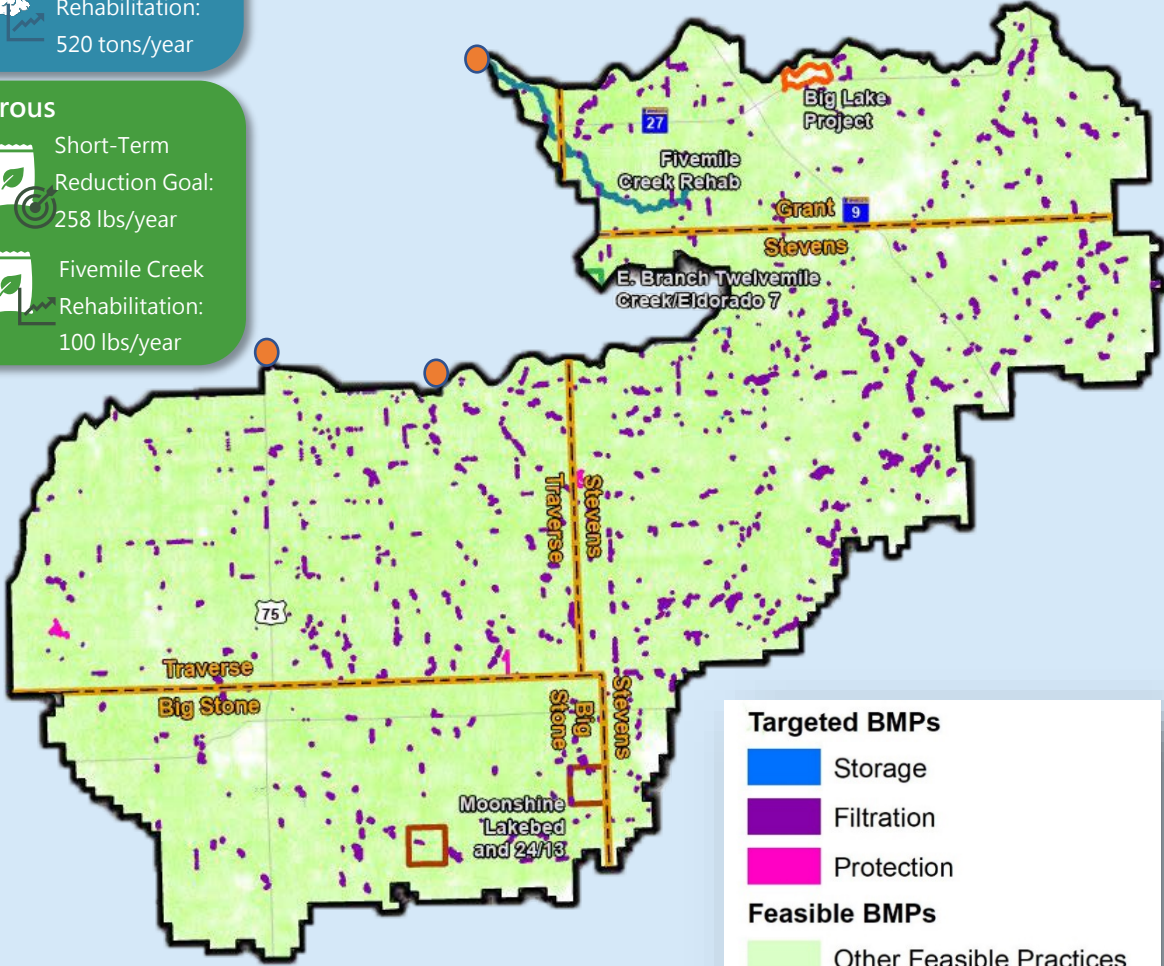 Rehabilitation:
520 tons/year
rous
Short-Term
Reduction Goal:
258 lbs/year
Fivemile Creek
Rehabilitation:
100 lbs/year
27
Big Lake
Project
Fivemile
Creek Rehab
Grant
9
Stevens
E. Branch Twelvemile
Creek/Eldorado 7
Traverse
Stevens
75
Traverse
Big Stone
Big
Stone
Stevens
Moonshine
Lakebed
and 24/13
Targeted BMPs
Storage
Filtration
Protection
Feasible BMPs
Other Feasible Practices